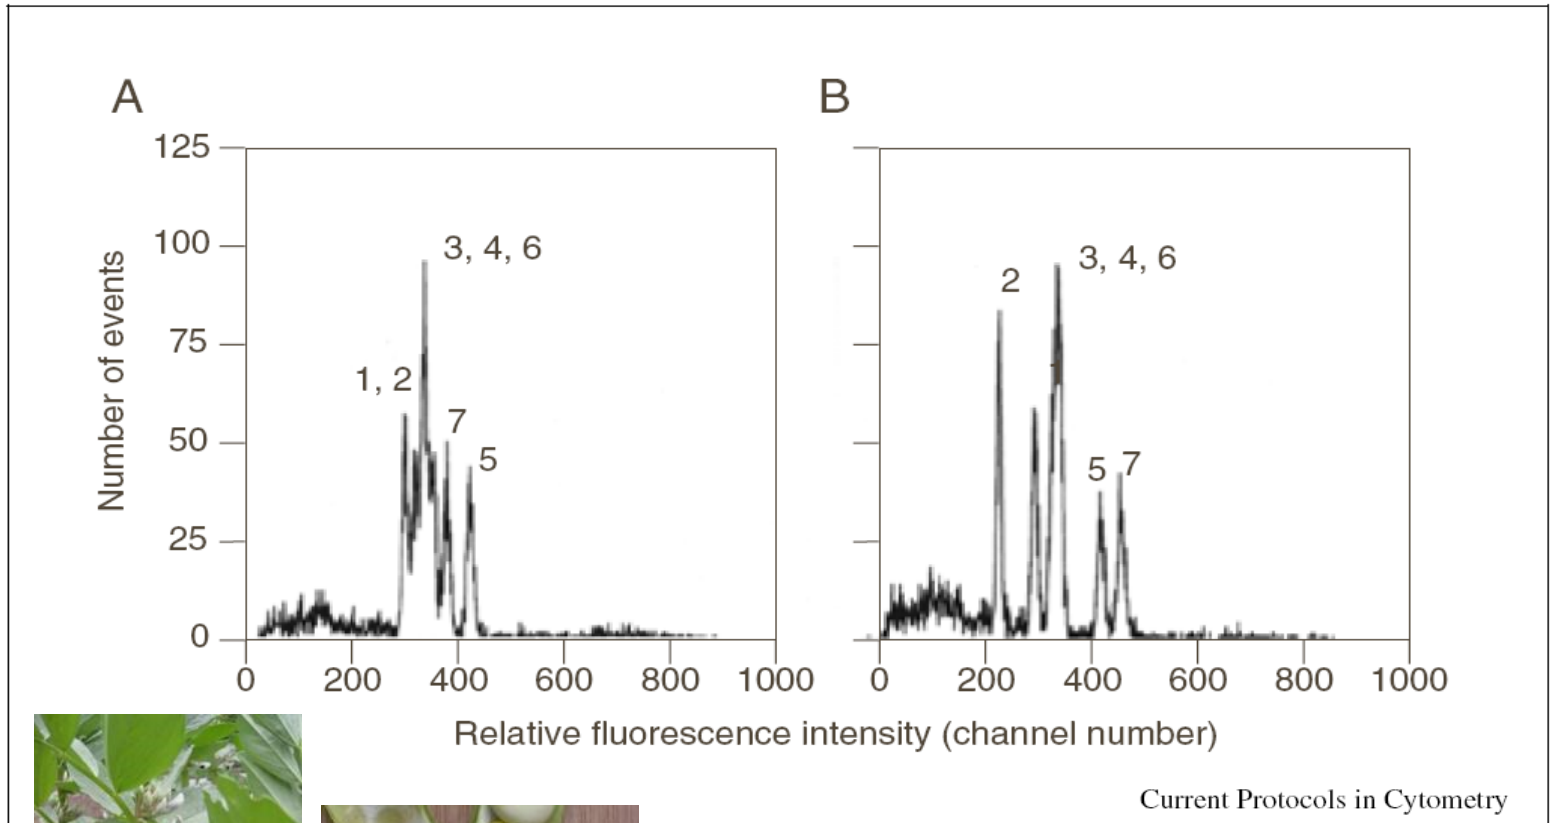 A
B
125
100
75
50
25
0
Number of events
3, 4, 6
1, 2
7
5
2
3, 4, 6
1
5
7
0 200 400 600 800 1000
0 200 400 600 800 1000
Relative fluorescence intensity (channel number)
Current Protocols in Cytometry